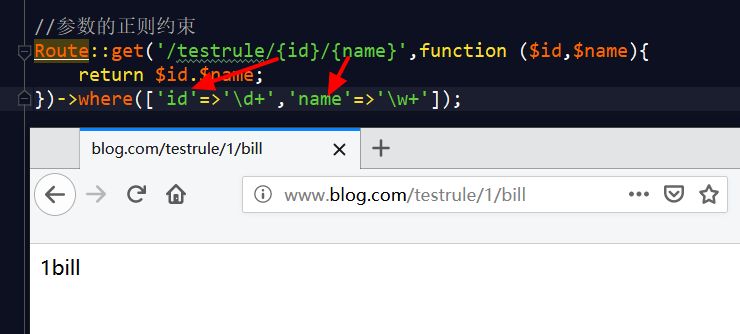 //参数的正则约束
Route::get('/testrule/{id}/{name}',function ($id,$name){
    return $id.$name;
})->where(['id'=>'\d+','name'=>'\w+']);
blog.com/testrule/1/bill
www.blog.com/testrule/1/bill
1bill